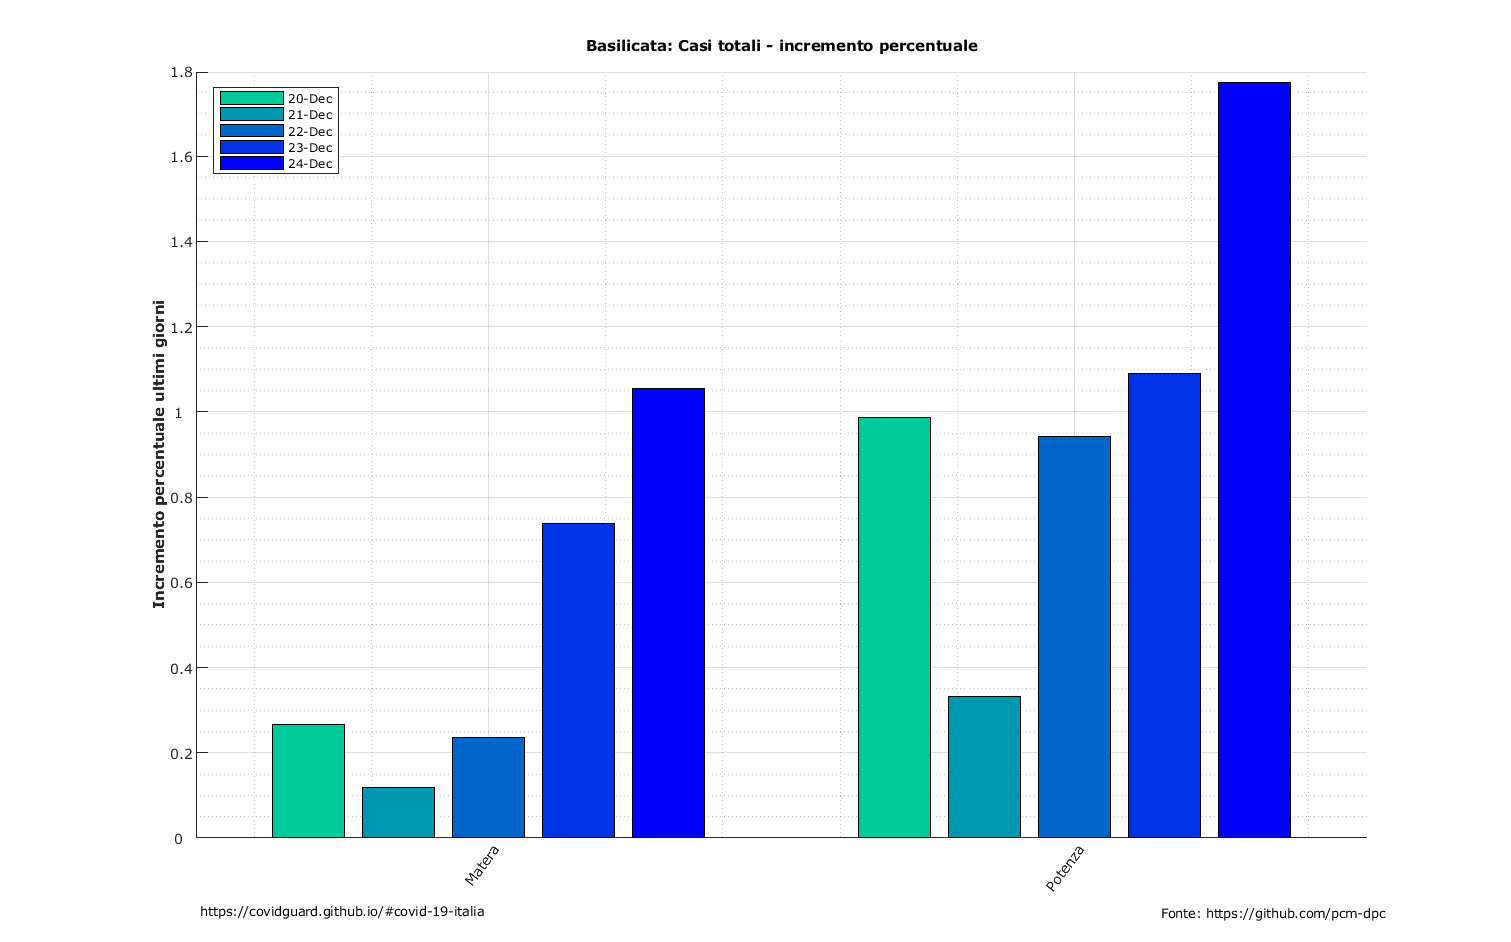 Basilicata: Casi totali - incremento percentuale
1.8
1.6
1.4
1.2
1
0.8
0.6
0.4
0.2
0
Incremento percentuale ultimi giorni
20-Dec
21-Dec
22-Dec
23-Dec
24-Dec
Matera
Potenza
https://covidguard.github.io/#covid-19-italia
Fonte: https://github.com/pcm-dpc